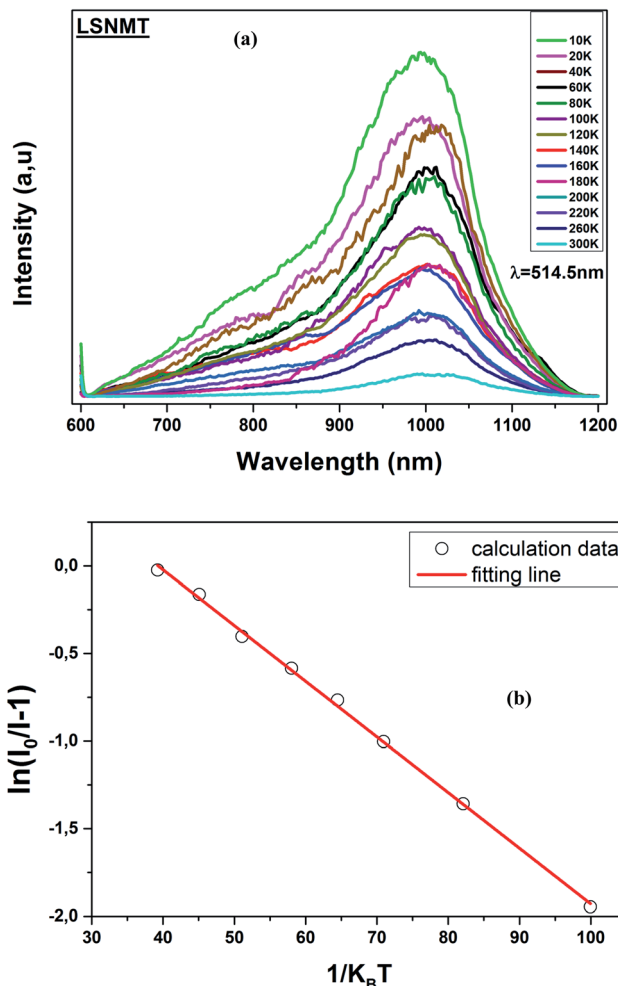 LSNMT
(a)
10K
20K
40K
60K
80K
100K
120K
140K
160K
180K
200K
220K
260K
300K
λ=514.5nm
Intensity (a,u)
600 700 800 900 1000 1100 1200
Wavelength (nm)
calculation data
fitting line
(b)
0,0
-0,5
-1,0
-1,5
-2,0
ln(I₀/I-1)
30 40 50 60 70 80 90 100
1/K_BT